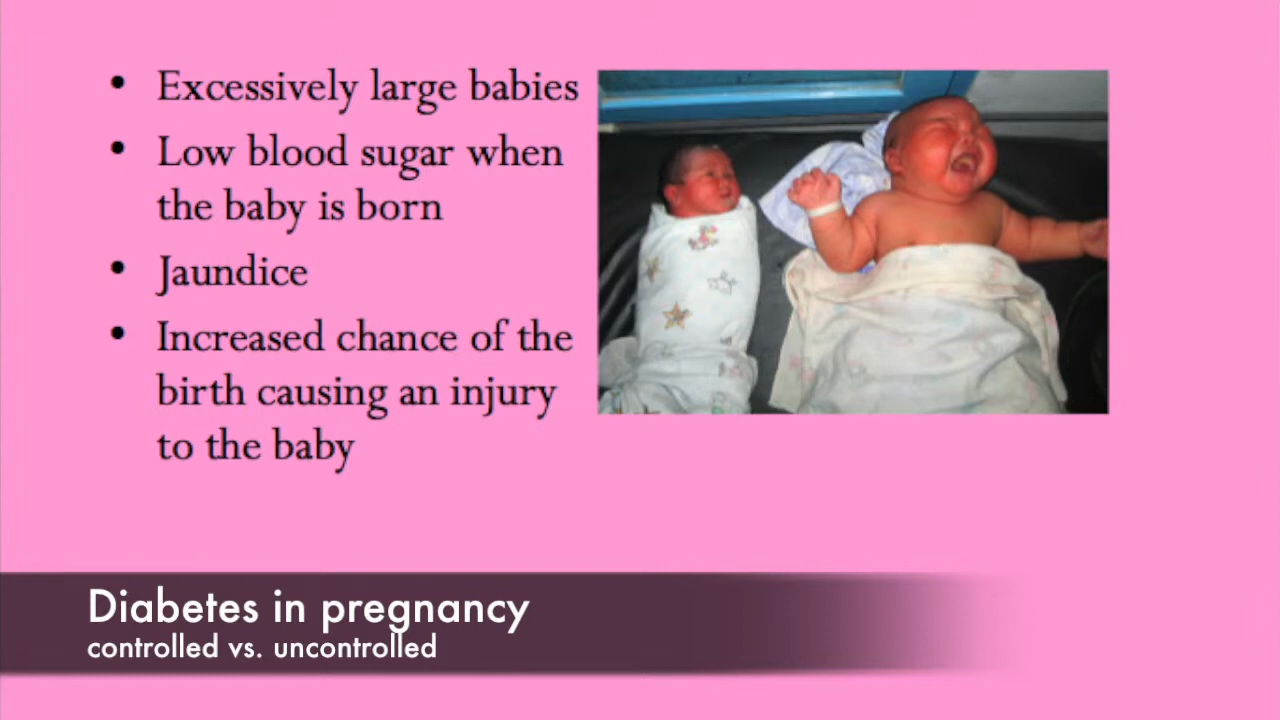 • Excessively large babies
• Low blood sugar when
the baby is born
• Jaundice
• Increased chance of the
birth causing an injury
to the baby
Diabetes in pregnancy
controlled vs. uncontrolled